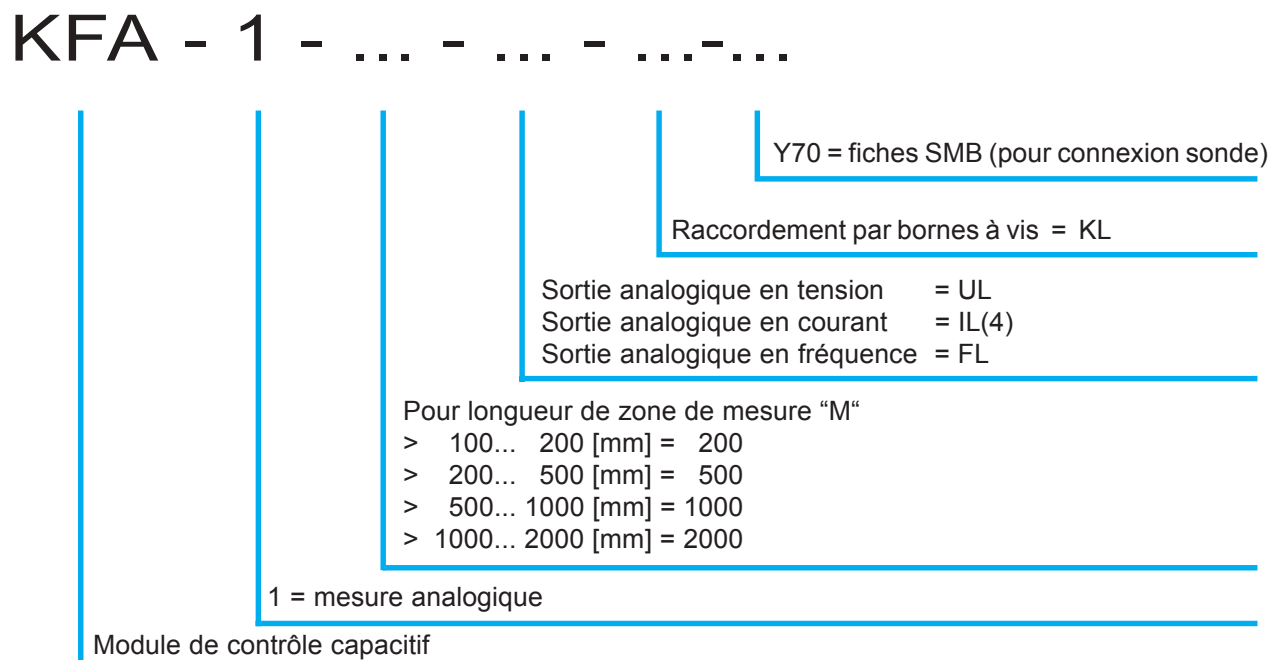 KFA - 1 - ... - ... - ...-...
Y70 = fiches SMB (pour connexion sonde)
Raccordement par bornes à vis = KL
Sortie analogique en tension = UL
Sortie analogique en courant = IL(4)
Sortie analogique en fréquence = FL
Pour longueur de zone de mesure “M“
> 100... 200 [mm] = 200
> 200... 500 [mm] = 500
> 500... 1000 [mm] = 1000
> 1000... 2000 [mm] = 2000
1 = mesure analogique
Module de contrôle capacitif